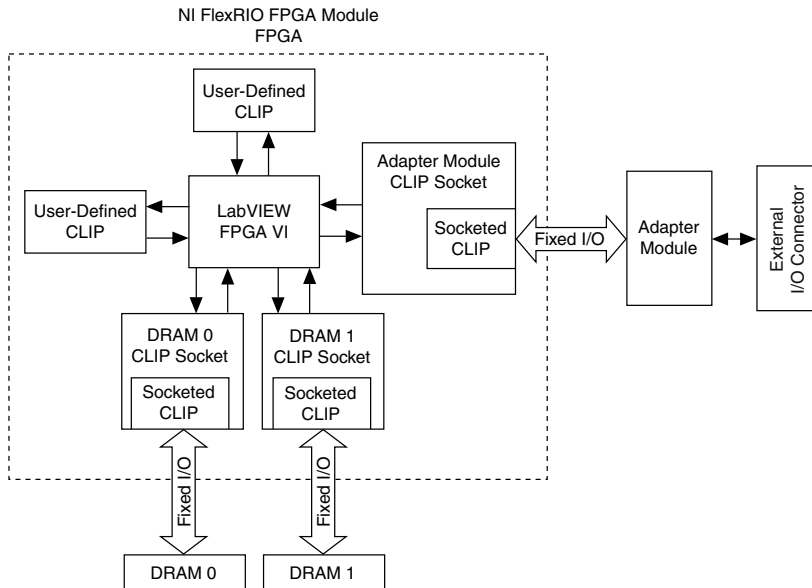 NI FlexRIO FPGA Module
FPGA
User-Defined
CLIP
Adapter Module
CLIP Socket
User-Defined
CLIP
LabVIEW
FPGA VI
Socketed
CLIP
Fixed I/O
Adapter
Module
External
I/O Connector
DRAM 0
CLIP Socket
Socketed
CLIP
DRAM 1
CLIP Socket
Socketed
CLIP
Fixed I/O
Fixed I/O
DRAM 0
DRAM 1